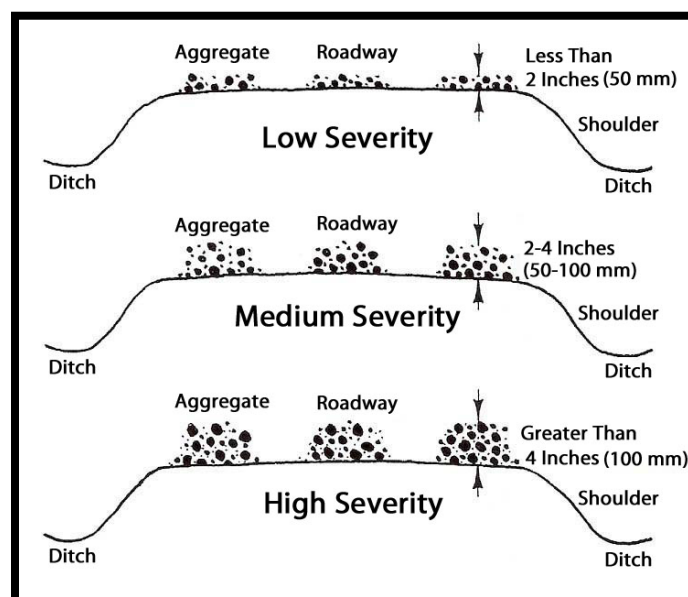 Aggregate
Roadway
Less Than
2 Inches (50 mm)
Low Severity
Shoulder
Ditch
Ditch
Aggregate
Roadway
2-4 Inches
(50-100 mm)
Medium Severity
Shoulder
Ditch
Ditch
Aggregate
Roadway
Greater Than
4 Inches (100 mm)
High Severity
Shoulder
Ditch
Ditch